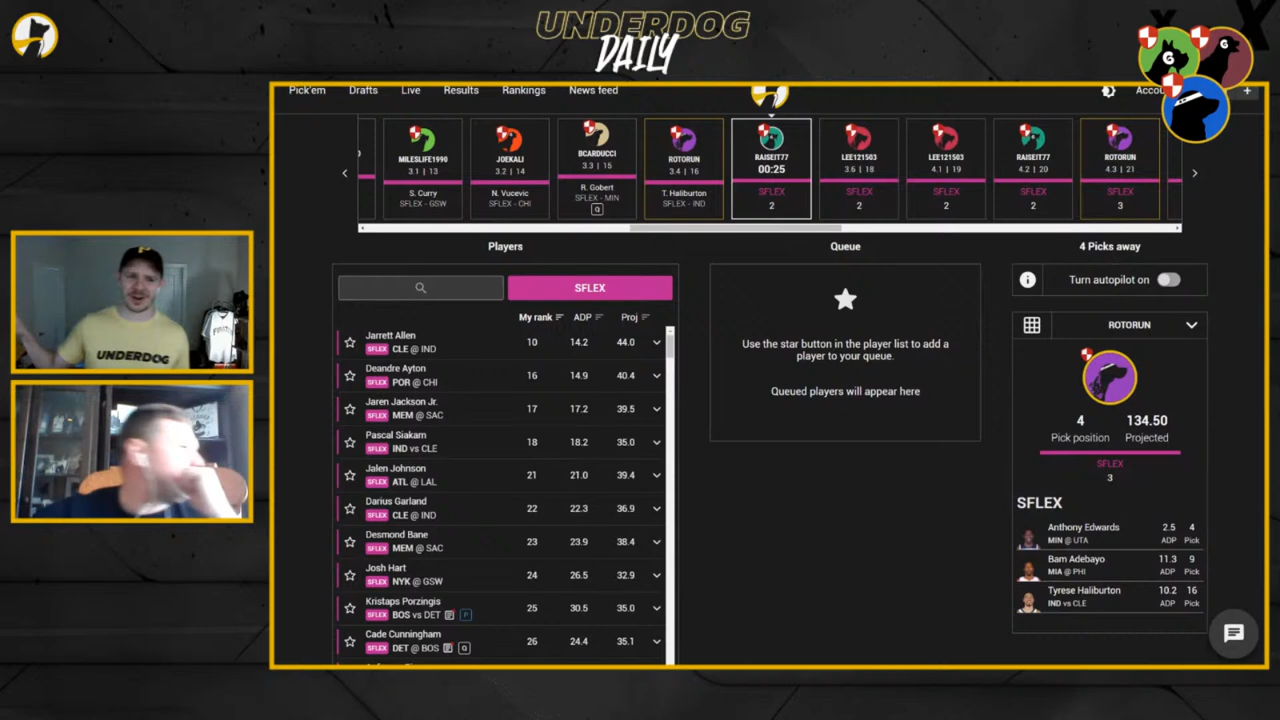 UNDERDOG
DAILY
Pick'em Drafts Live Results Rankings News feed Accou +
MILESLIFE1990
3.1 | 13
S. Curry
SFLEX - GSW
JOEKALI
3.2 | 14
N. Vucevic
SFLEX - CHI
BCARDUCCI
3.3 | 15
R. Gobert
SFLEX - MIN
Q
ROTORUN
3.4 | 16
T. Haliburton
SFLEX - IND
RAISEIT77
00:25
SFLEX
2
LEE121503
3.6 | 18
SFLEX
2
LEE121503
4.1 | 19
SFLEX
2
RAISEIT77
4.2 | 20
SFLEX
2
ROTORUN
4.3 | 21
SFLEX
3
Players
SFLEX
My rank ADP Proj
Jarrett Allen
SFLEX CLE @ IND 10 14.2 44.0
Deandre Ayton
SFLEX POR @ CHI 16 14.9 40.4
Jaren Jackson Jr.
SFLEX MEM @ SAC 17 17.2 39.5
Pascal Siakam
SFLEX IND vs CLE 18 18.2 35.0
Jalen Johnson
SFLEX ATL @ LAL 21 21.0 39.4
Darius Garland
SFLEX CLE @ IND 22 22.3 36.9
Desmond Bane
SFLEX MEM @ SAC 23 23.9 38.4
Josh Hart
SFLEX NYK @ GSW 24 26.5 32.9
Kristaps Porzingis
SFLEX BOS vs DET P 25 30.5 35.0
Cade Cunningham
SFLEX DET @ BOS Q 26 24.4 35.1
Queue
Use the star button in the player list to add a
player to your queue.
Queued players will appear here
4 Picks away
Turn autopilot on
ROTORUN
4 134.50
Pick position Projected
SFLEX
3
SFLEX
Anthony Edwards 2.5 4
MIN @ UTA ADP Pick
Bam Adebayo 11.3 9
MIA @ PHI ADP Pick
Tyrese Haliburton 10.2 16
IND vs CLE ADP Pick
UNDERDOG
G
G